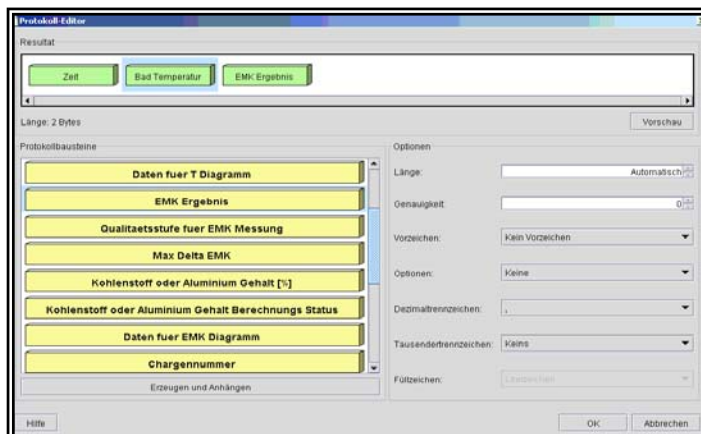 Protokoll-Editor
Resultat
Zeit
Bad Temperatur
EMK Ergebnis
Länge: 2 Bytes
Vorschau
Protokollbausteine
Daten fuer T Diagramm
EMK Ergebnis
Qualitaetsstufe fuer EMK Messung
Max Delta EMK
Kohlenstoff oder Aluminium Gehalt [%]
Kohlenstoff oder Aluminium Gehalt Berechnungs Status
Daten fuer EMK Diagramm
Chargennummer
Erzeugen und Anhängen
Optionen
Länge: Automatisch
Genauigkeit: 0
Vorzeichen: Kein Vorzeichen
Optionen: Keine
Dezimaltrennzeichen: ,
Tausendertrennzeichen: Keins
Füllzeichen: Leerzeichen
Hilfe
OK
Abbrechen